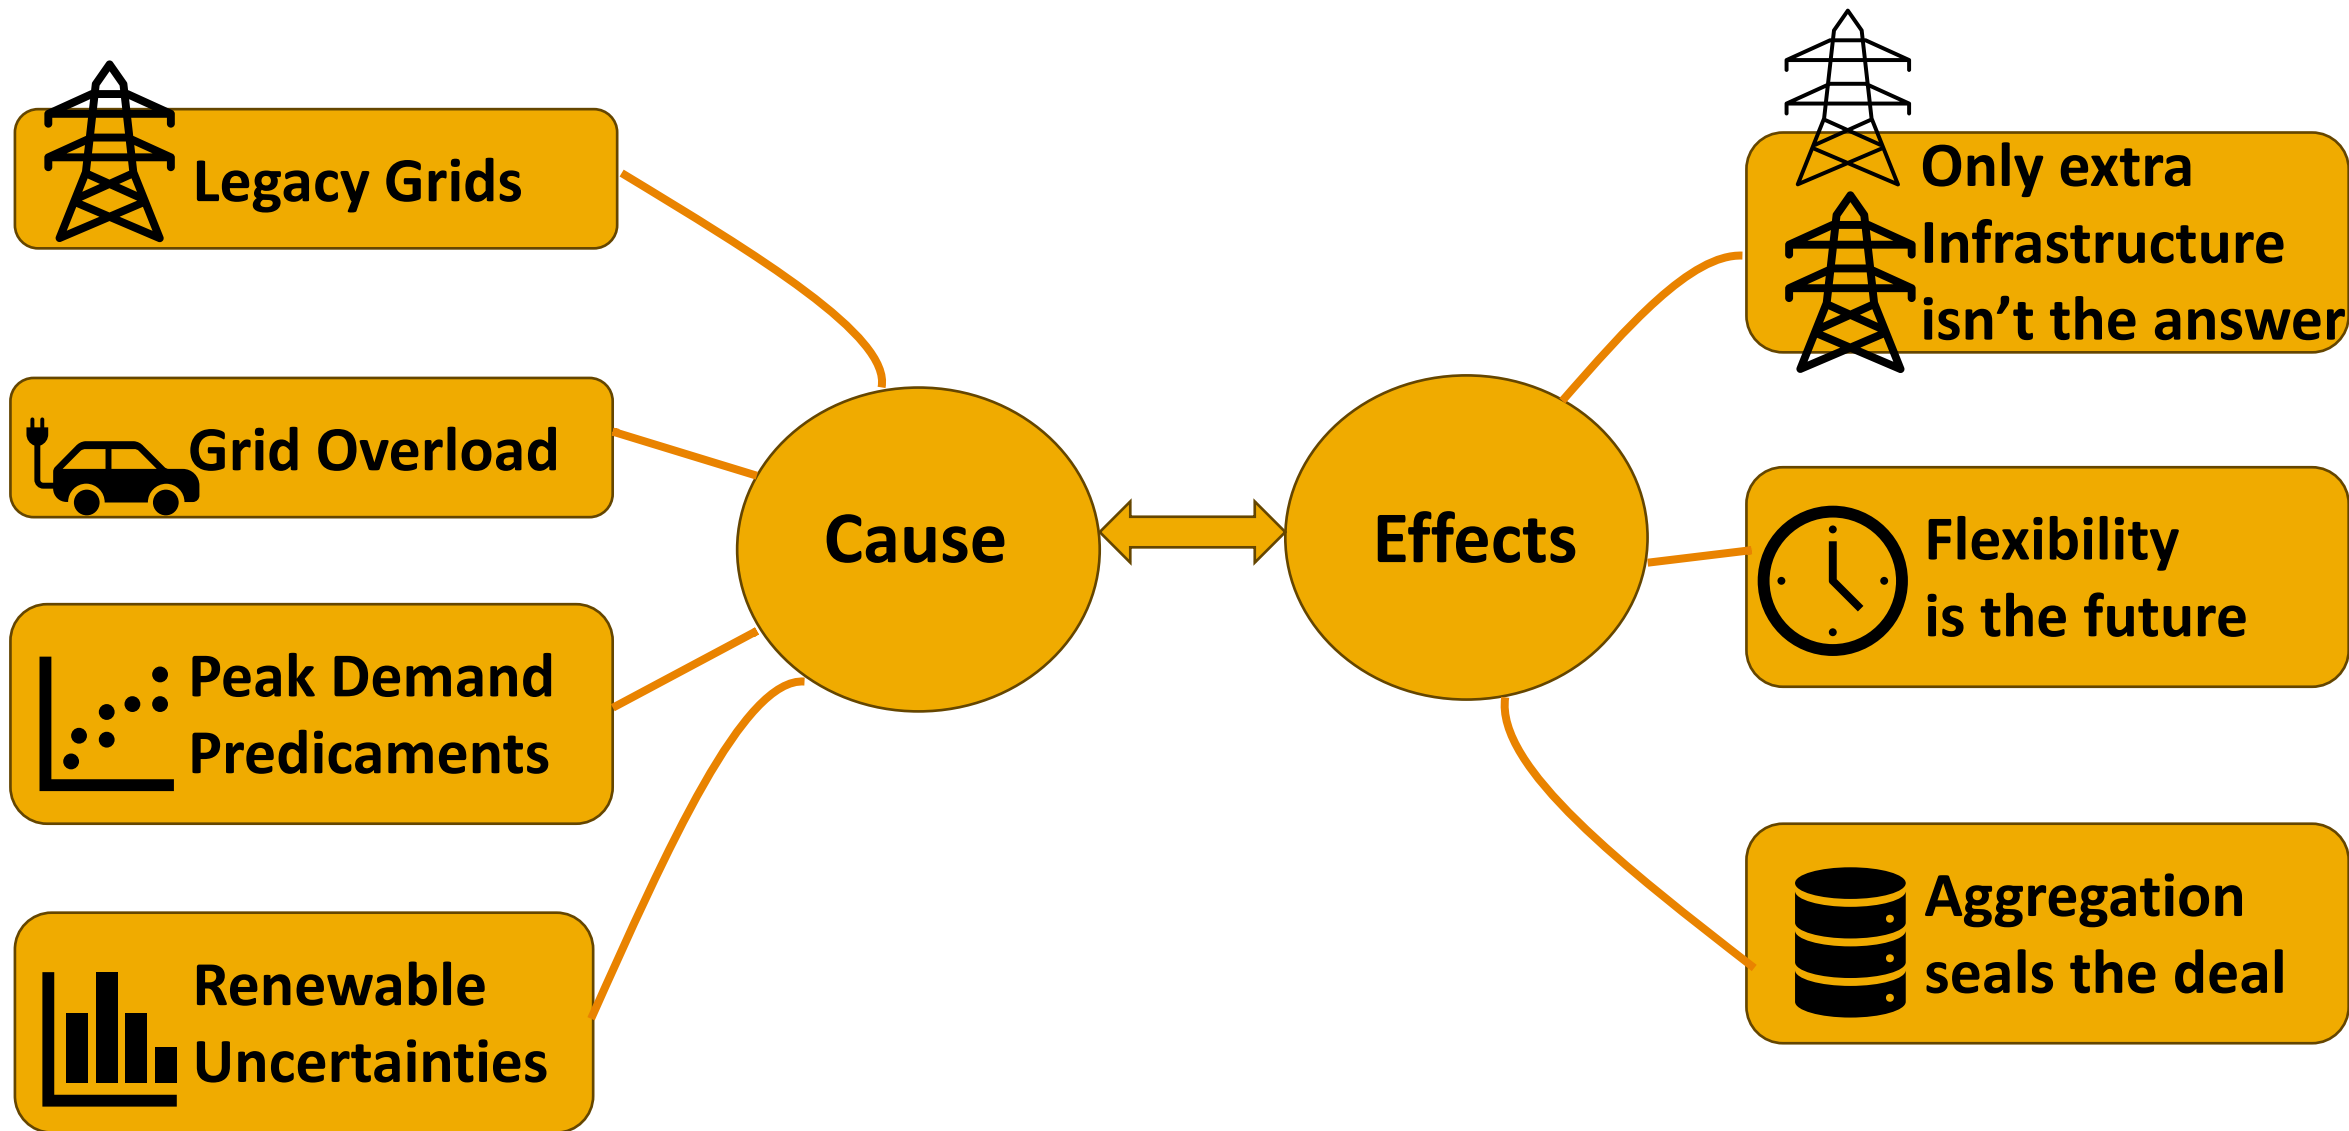 Legacy Grids
Grid Overload
Peak Demand
Predicaments
Renewable
Uncertainties
Cause
Effects
Only extra
Infrastructure
isn’t the answer
Flexibility
is the future
Aggregation
seals the deal